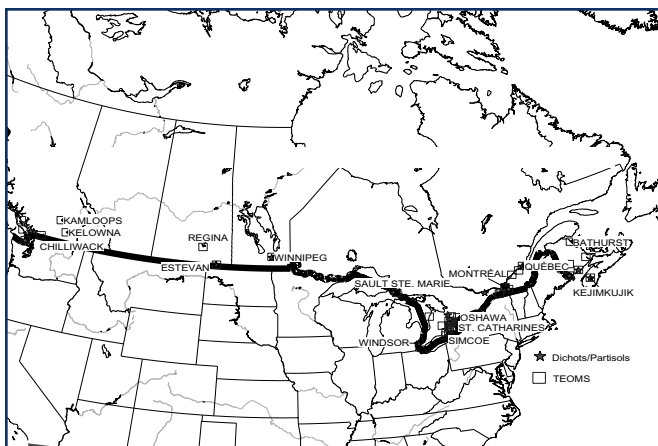 KAMLOOPS
KELOWNA
CHILLIWACK
REGINA
ESTEVAN
WINNIPEG
SAULT STE. MARIE
MONTRÉAL
QUÉBEC
BATHURST
KEJIMKUJIK
OSHAWA
ST. CATHARINES
SIMCOE
WINDSOR
Dichots/Partisols
TEOMS